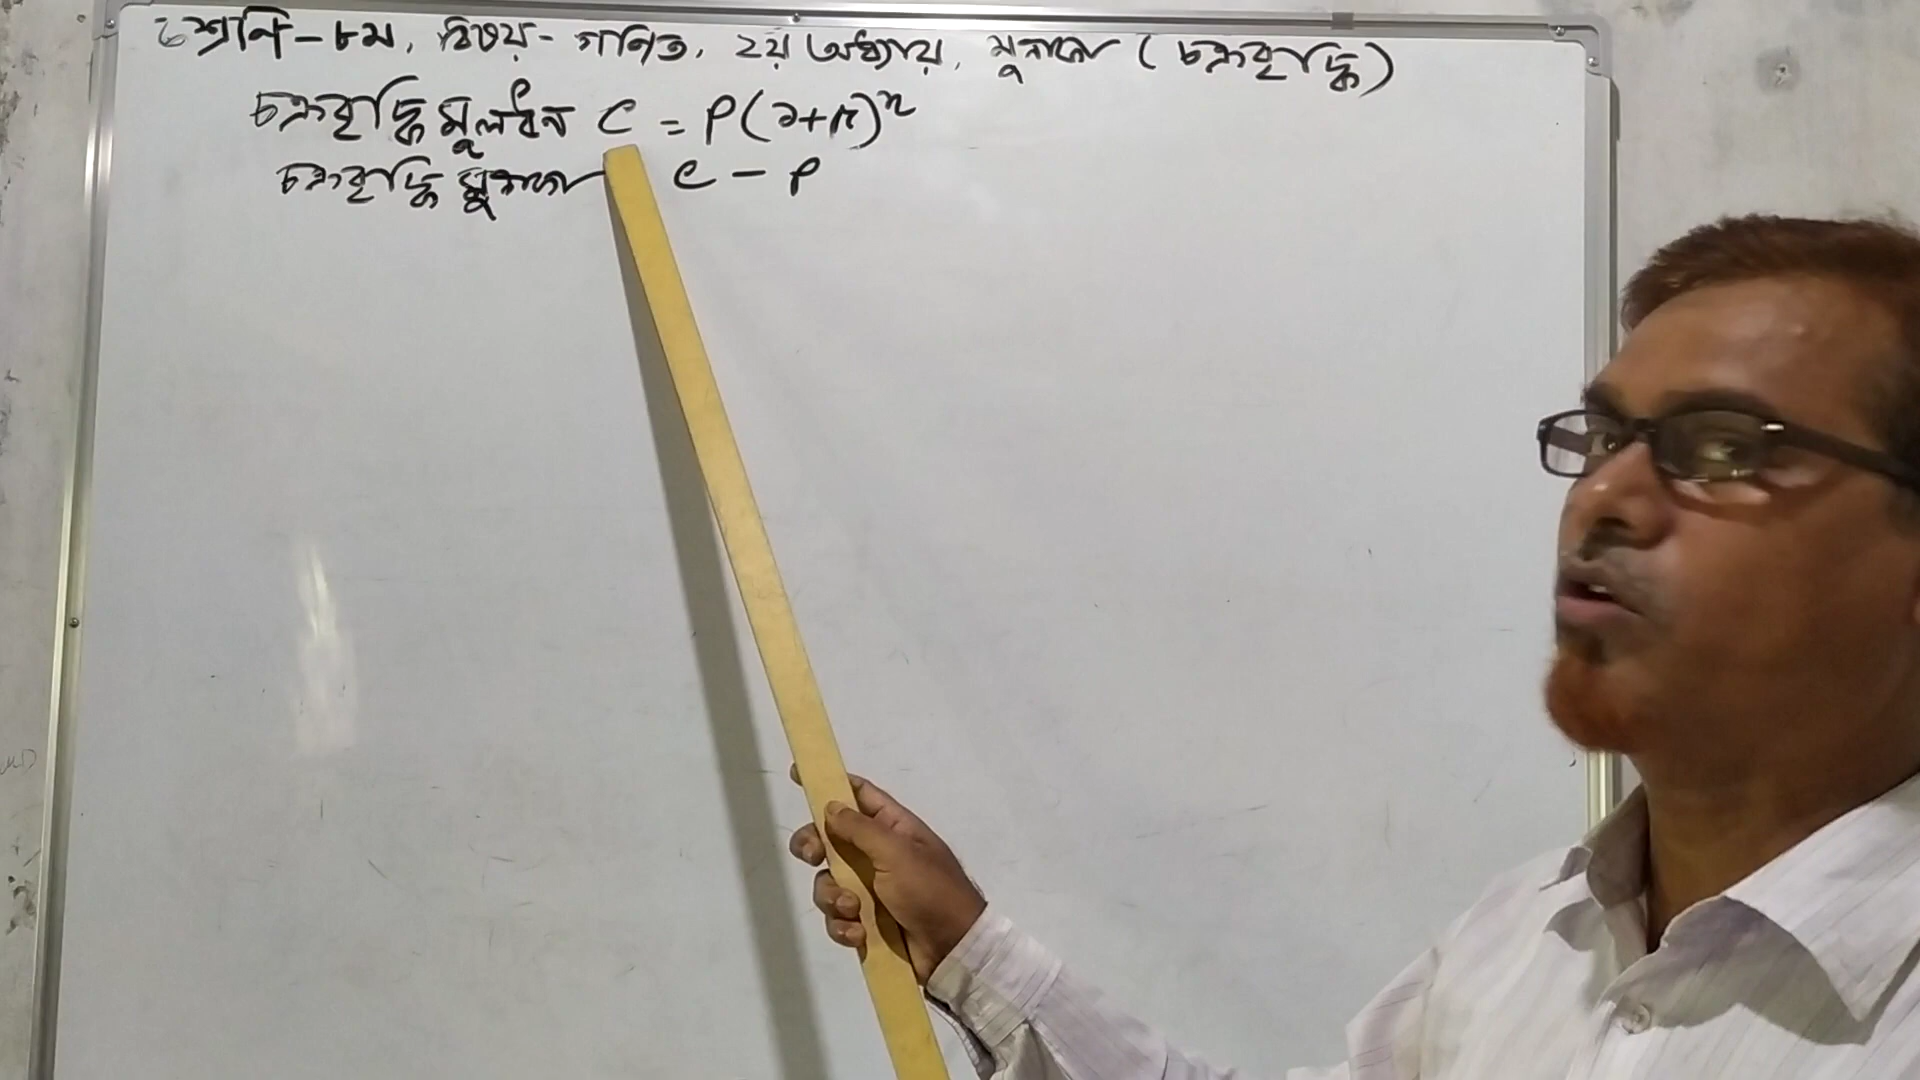 শ্রেণি-৮ম, বিষয়- গণিত, ২য় অধ্যায়, মুনাফা (চক্রবৃদ্ধি)
চক্রবৃদ্ধি মূলধন C = P(১+r)ⁿ
চক্রবৃদ্ধি মুনাফা C - P